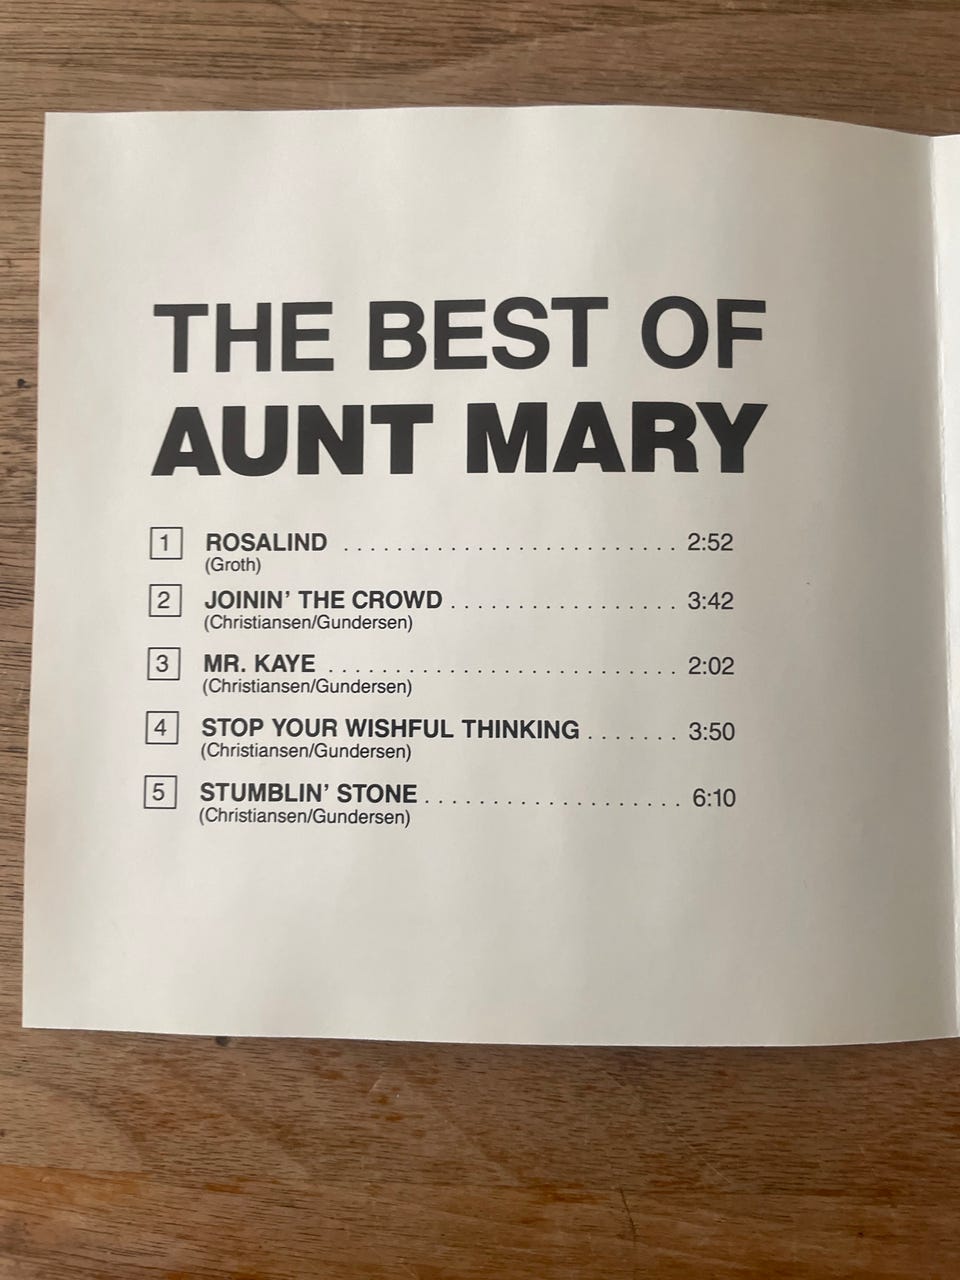 THE BEST OF
AUNT MARY
1 ROSALIND . . . . . . . . . . . . . . . . . . . . . . . . . 2:52
(Groth)
2 JOININ' THE CROWD . . . . . . . . . . . . . . . . . 3:42
(Christiansen/Gundersen)
3 MR. KAYE . . . . . . . . . . . . . . . . . . . . . . . . . . 2:02
(Christiansen/Gundersen)
4 STOP YOUR WISHFUL THINKING . . . . . . . 3:50
(Christiansen/Gundersen)
5 STUMBLIN' STONE . . . . . . . . . . . . . . . . . . . . 6:10
(Christiansen/Gundersen)